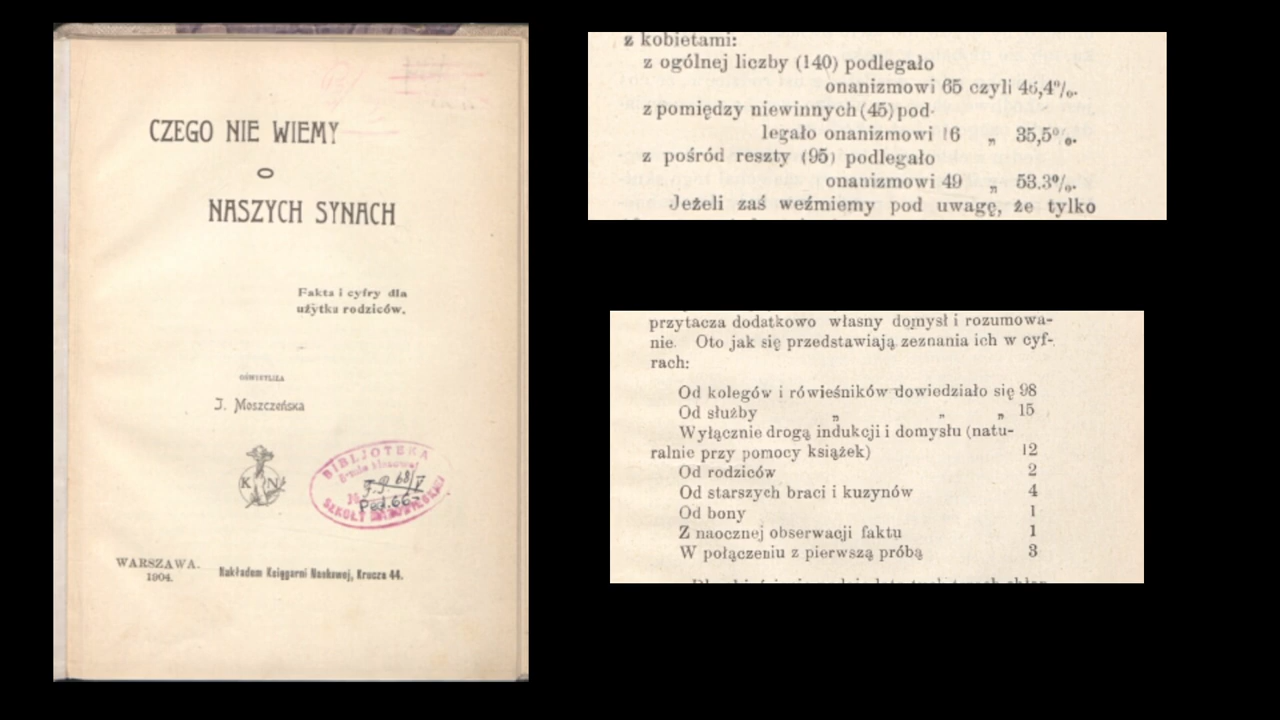 CZEGO NIE WIEMY
O
NASZYCH SYNACH
Fakta i cyfry dla
użytku rodziców.
OŚWIETLIŁA
J. Moszczeńska
K N
BIBLJOTEKA
Ped. 66
WARSZAWA.
1904.
Nakładem Księgarni Naukowej, Krucza 44.
z kobietami:
z ogólnej liczby (140) podlegało
onanizmowi 65 czyli 46,4%.
z pomiędzy niewinnych (45) pod-
legało onanizmowi 16 „ 35,5%.
z pośród reszty (95) podlegało
onanizmowi 49 „ 53.3%.
Jeżeli zaś weźmiemy pod uwagę, że tylko
przytacza dodatkowo własny domysł i rozumowa-
nie. Oto jak się przedstawiają zeznania ich w cyf-
rach:
Od kolegów i rówieśników dowiedziało się 98
Od służby „ „ „ 15
Wyłącznie drogą indukcji i domysłu (natu-
ralnie przy pomocy książek) 12
Od rodziców 2
Od starszych braci i kuzynów 4
Od bony 1
Z naocznej obserwacji faktu 1
W połączeniu z pierwszą próbą 3